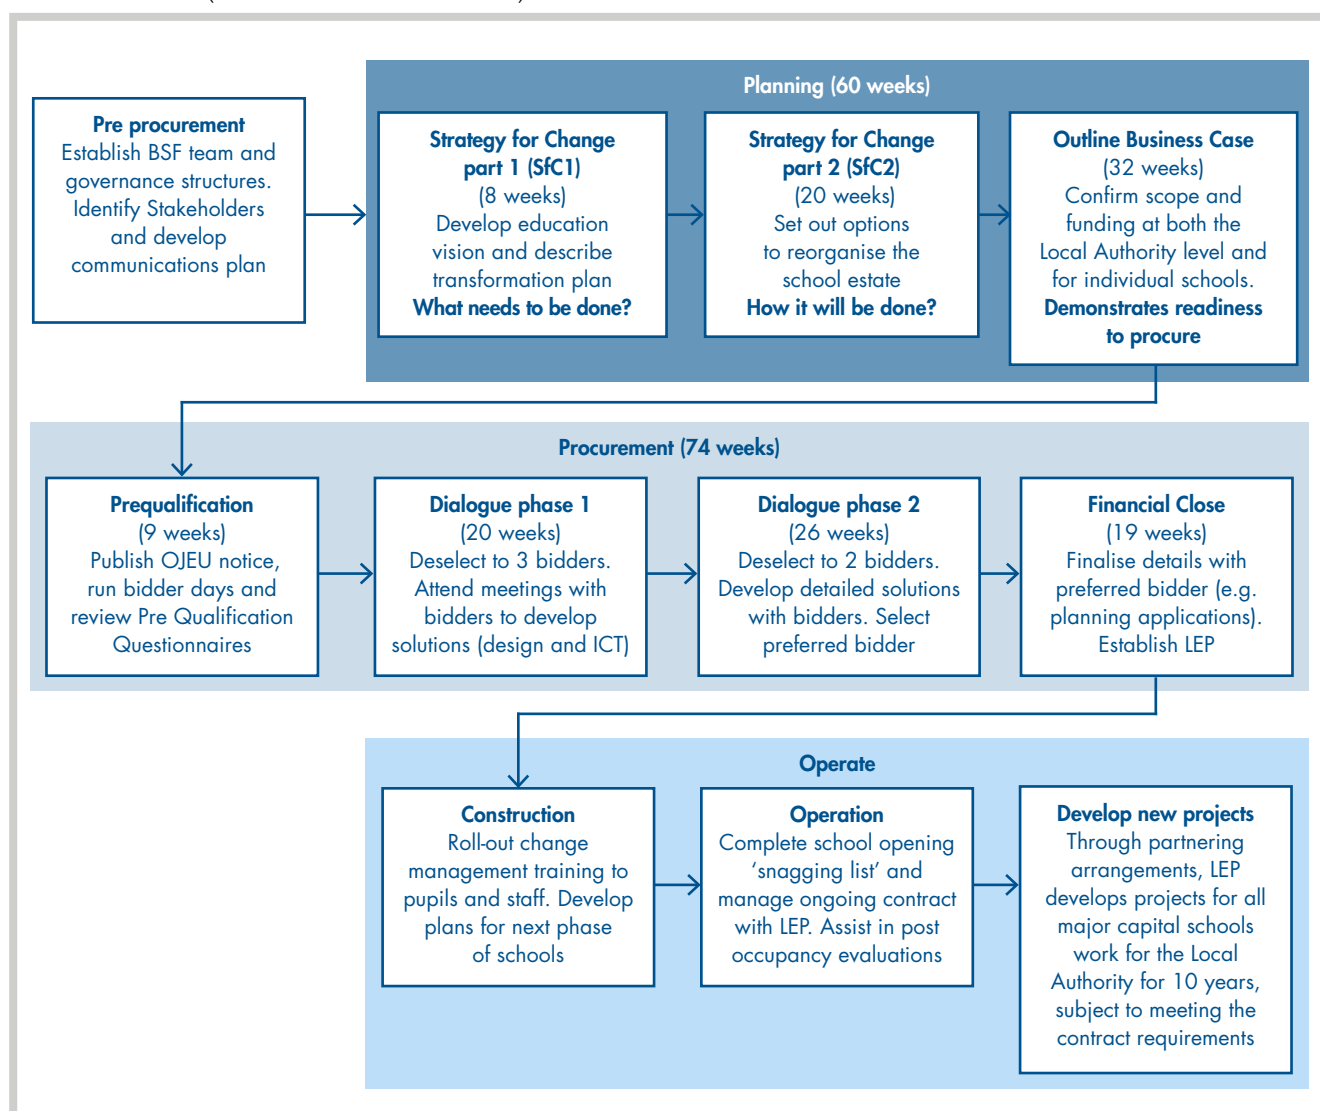 Planning (60 weeks)
Pre procurement
Establish BSF team and
governance structures.
Identify Stakeholders
and develop
communications plan
Strategy for Change
part 1 (SfC1)
(8 weeks)
Develop education
vision and describe
transformation plan
What needs to be done?
Strategy for Change
part 2 (SfC2)
(20 weeks)
Set out options
to reorganise the
school estate
How it will be done?
Outline Business Case
(32 weeks)
Confirm scope and
funding at both the
Local Authority level and
for individual schools.
Demonstrates readiness
to procure
Procurement (74 weeks)
Prequalification
(9 weeks)
Publish OJEU notice,
run bidder days and
review Pre Qualification
Questionnaires
Dialogue phase 1
(20 weeks)
Deselect to 3 bidders.
Attend meetings with
bidders to develop
solutions (design and ICT)
Dialogue phase 2
(26 weeks)
Deselect to 2 bidders.
Develop detailed solutions
with bidders. Select
preferred bidder
Financial Close
(19 weeks)
Finalise details with
preferred bidder (e.g.
planning applications).
Establish LEP
Operate
Construction
Roll-out change
management training to
pupils and staff. Develop
plans for next phase
of schools
Operation
Complete school opening
‘snagging list’ and
manage ongoing contract
with LEP. Assist in post
occupancy evaluations
Develop new projects
Through partnering
arrangements, LEP
develops projects for all
major capital schools
work for the Local
Authority for 10 years,
subject to meeting the
contract requirements